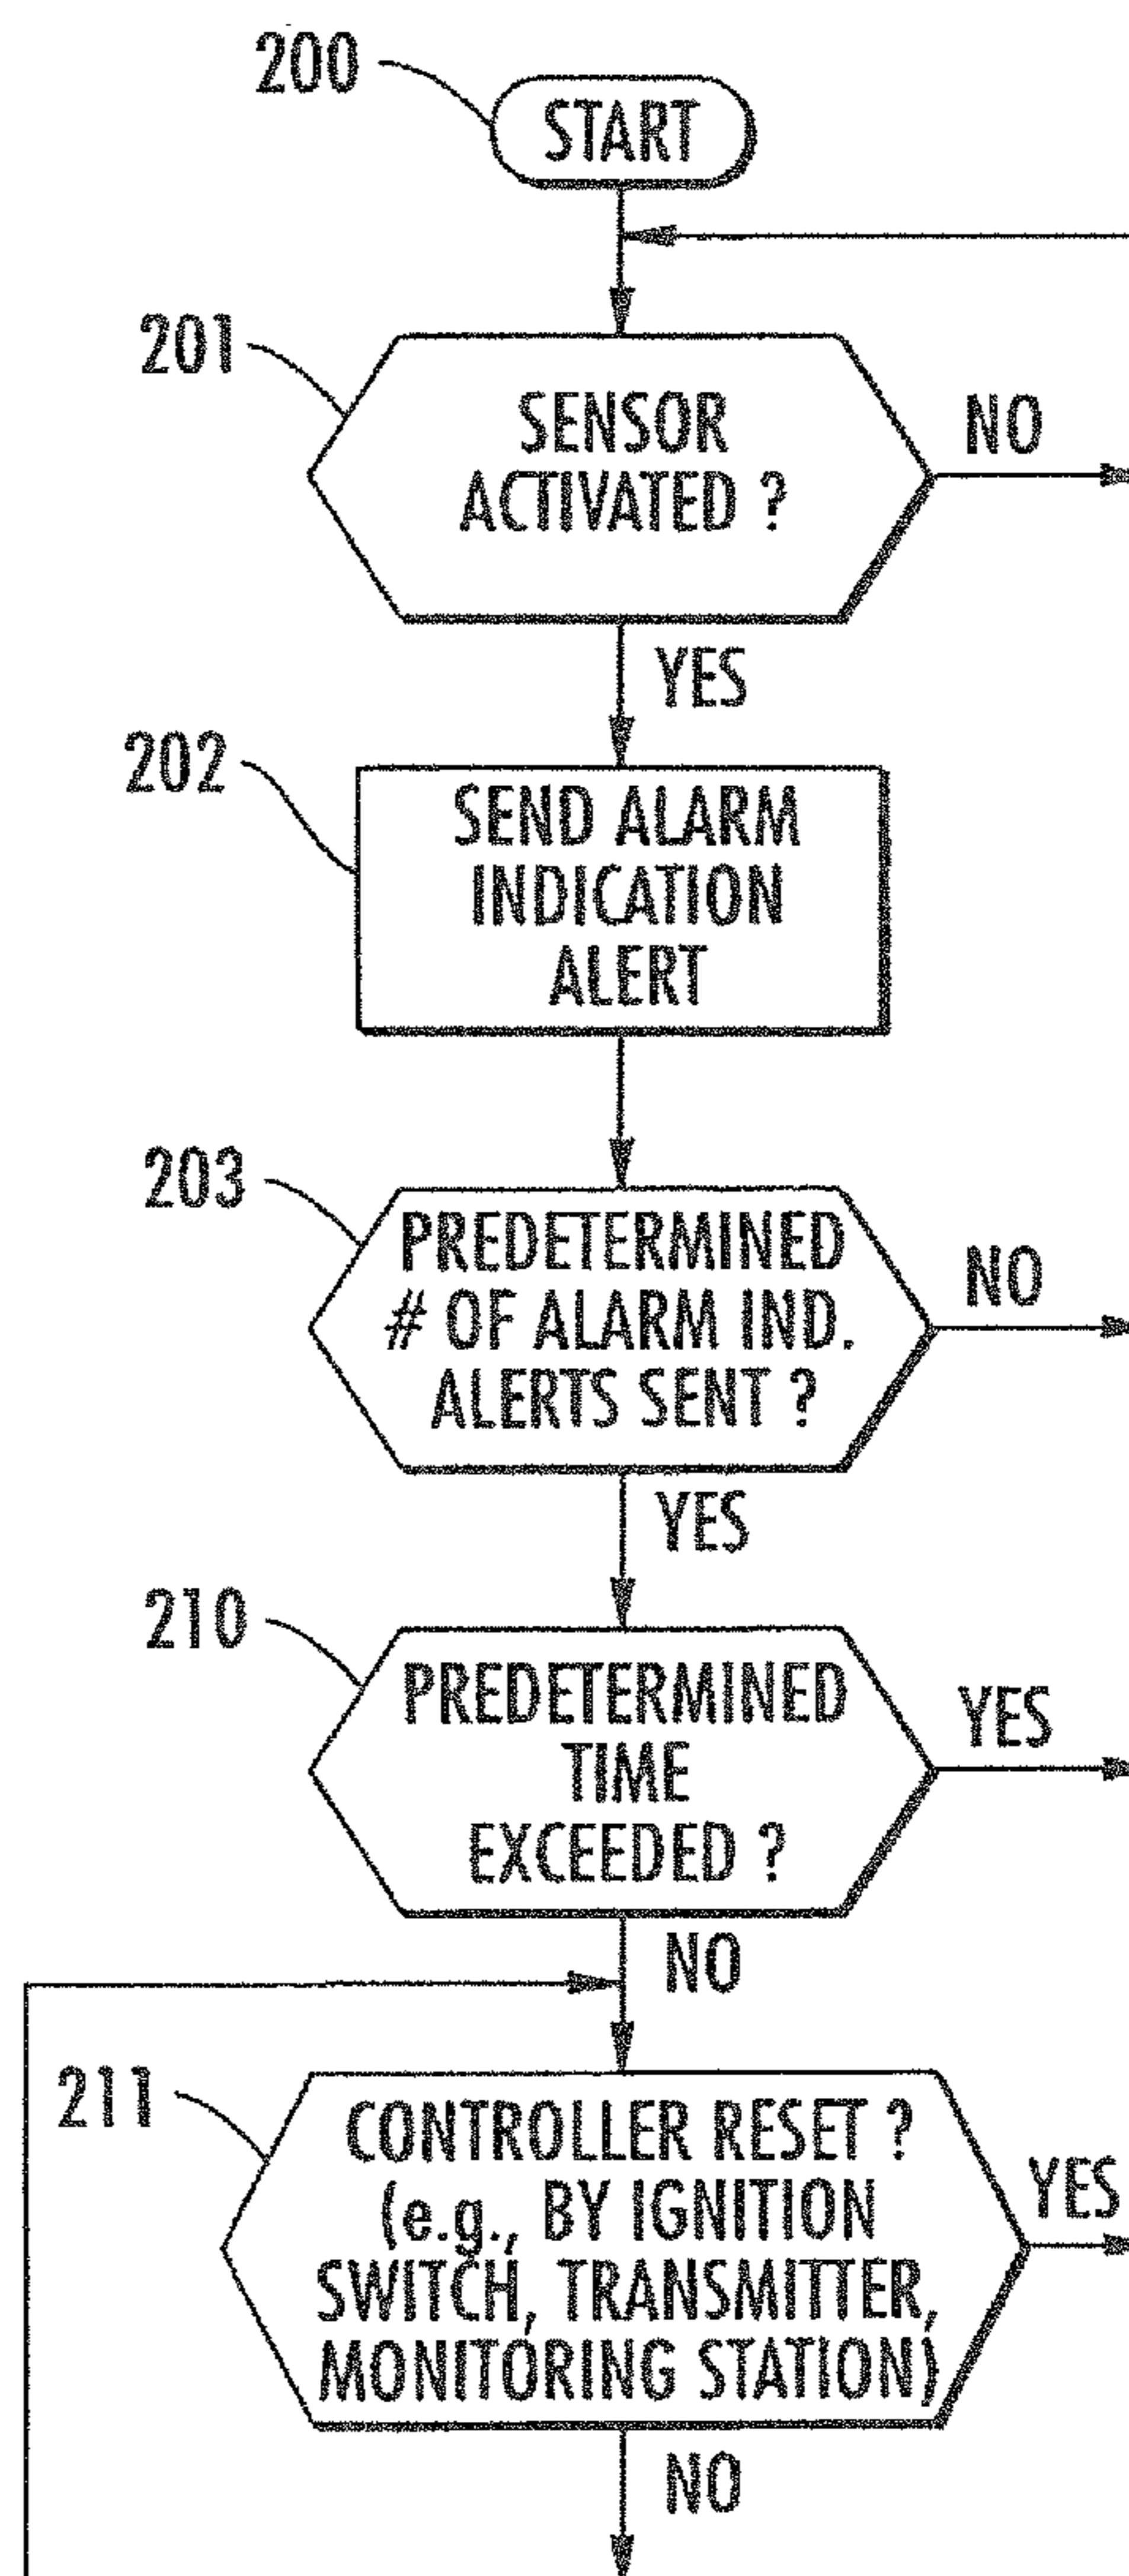 200
START
201
SENSOR
ACTIVATED ?
NO
YES
202
SEND ALARM
INDICATION
ALERT
203
PREDETERMINED
# OF ALARM IND.
ALERTS SENT ?
NO
YES
210
PREDETERMINED
TIME
EXCEEDED ?
YES
NO
211
CONTROLLER RESET ?
(e.g., BY IGNITION
SWITCH, TRANSMITTER,
MONITORING STATION)
YES
NO